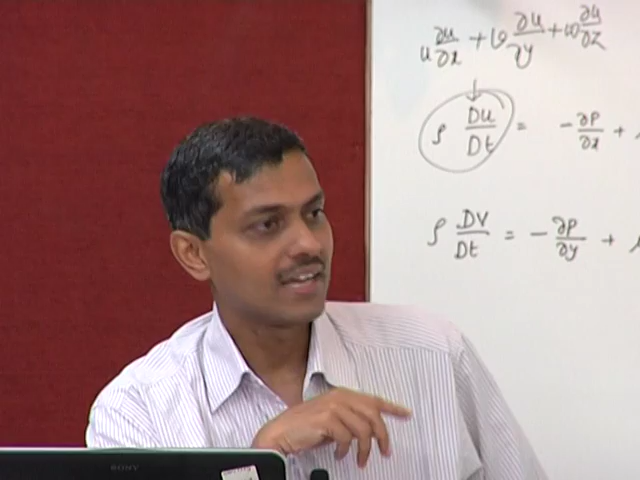 u ∂u/∂x + v ∂u/∂y + w ∂u/∂z
ρ Du/Dt = - ∂P/∂x +
ρ DV/Dt = - ∂P/∂y +
SONY